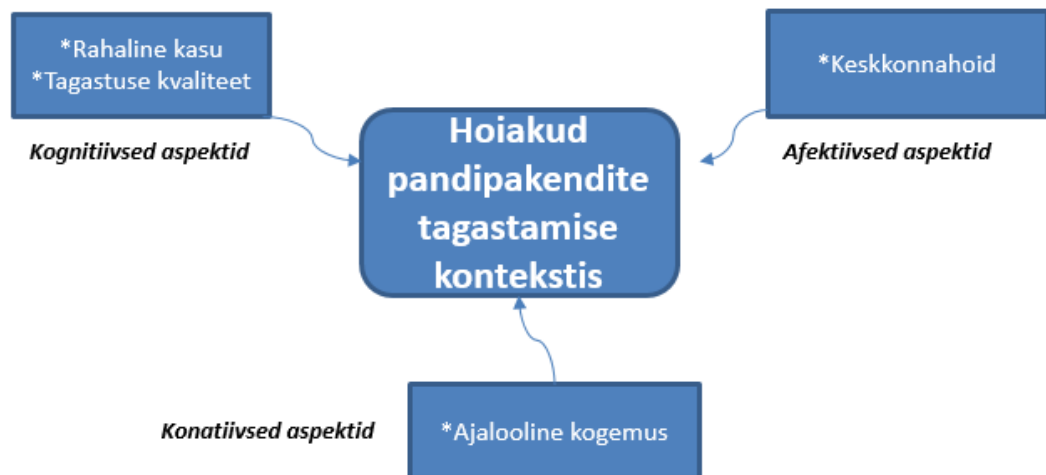 *Rahaline kasu
*Tagastuse kvaliteet
Kognitiivsed aspektid
*Keskkonnahoid
Afektiivsed aspektid
Hoiakud
pandipakendite
tagastamise
kontekstis
Konatiivsed aspektid
*Ajalooline kogemus